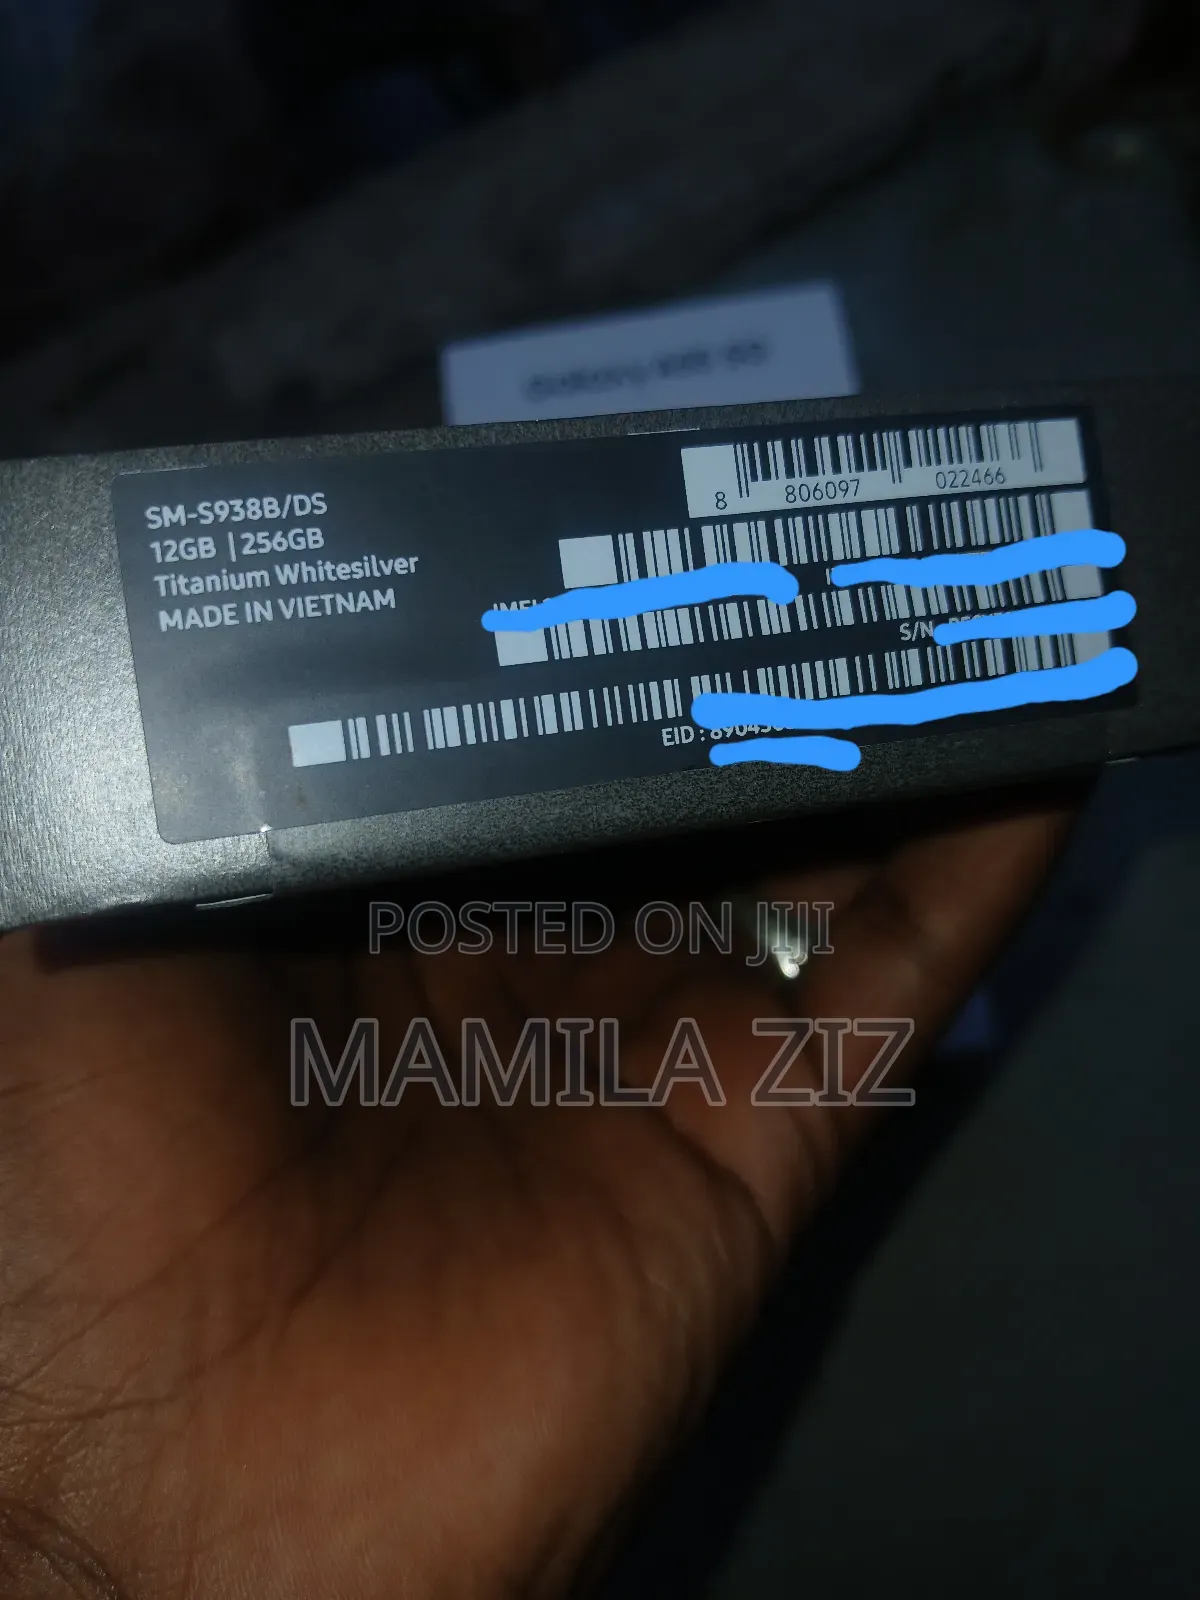 SM-S938B/DS
12GB | 256GB
Titanium Whitesilver
MADE IN VIETNAM
8 806097 022466
S/N
EID :
POSTED ON JIJI
MAMILA ZIZ